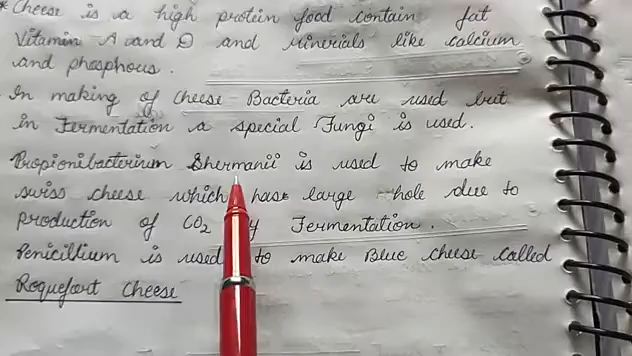 * Cheese is a high protein food contain fat
Vitamin A and D and minerials like calcium
and phosphous.
In making of Cheese Bacteria are used but
in Fermentation a special Fungi is used.
Propionibacterium Shermanii is used to make
swiss cheese which has large hole due to
production of CO2 Fermentation.
Penicillium is used to make Blue cheese called
Roquefort Cheese